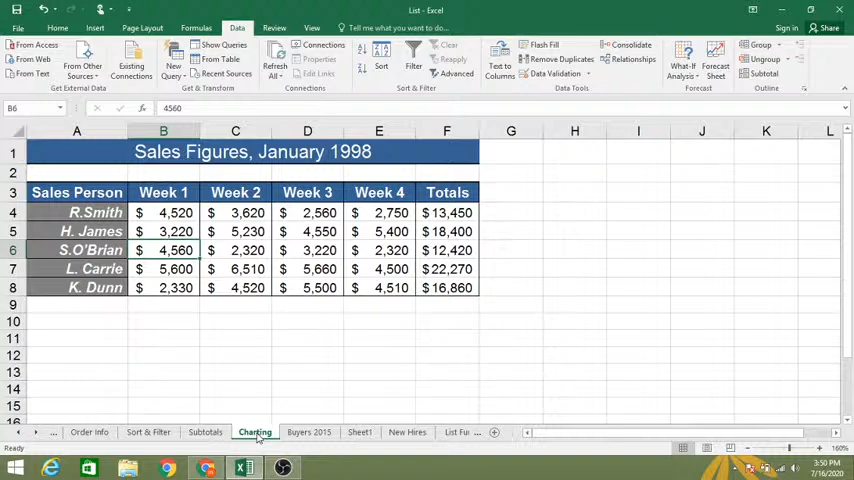 List - Excel
Sign in
Share
File Home Insert Page Layout Formulas Data Review View Tell me what you want to do...
From Access
From Web
From Text
From Other Sources
Existing Connections
Get External Data
New Query
Show Queries
From Table
Recent Sources
Get & Transform
Refresh All
Connections
Properties
Edit Links
Connections
Sort
Filter
Clear
Reapply
Advanced
Sort & Filter
Text to Columns
Flash Fill
Remove Duplicates
Data Validation
Consolidate
Relationships
Data Tools
What-If Analysis
Forecast Sheet
Forecast
Group
Ungroup
Subtotal
Outline
B6 4560
A B C D E F G H I J K L
1 Sales Figures, January 1998
2
3 Sales Person Week 1 Week 2 Week 3 Week 4 Totals
4 R.Smith $ 4,520 $ 3,620 $ 2,560 $ 2,750 $ 13,450
5 H. James $ 3,220 $ 5,230 $ 4,550 $ 5,400 $ 18,400
6 S.O'Brian $ 4,560 $ 2,320 $ 3,220 $ 2,320 $ 12,420
7 L. Carrie $ 5,600 $ 6,510 $ 5,660 $ 4,500 $ 22,270
8 K. Dunn $ 2,330 $ 4,520 $ 5,500 $ 4,510 $ 16,860
9
10
11
12
13
14
15
16
... Order Info Sort & Filter Subtotals Charting Buyers 2015 Sheet1 New Hires List Fu ...
Ready 160%
3:50 PM
7/16/2020